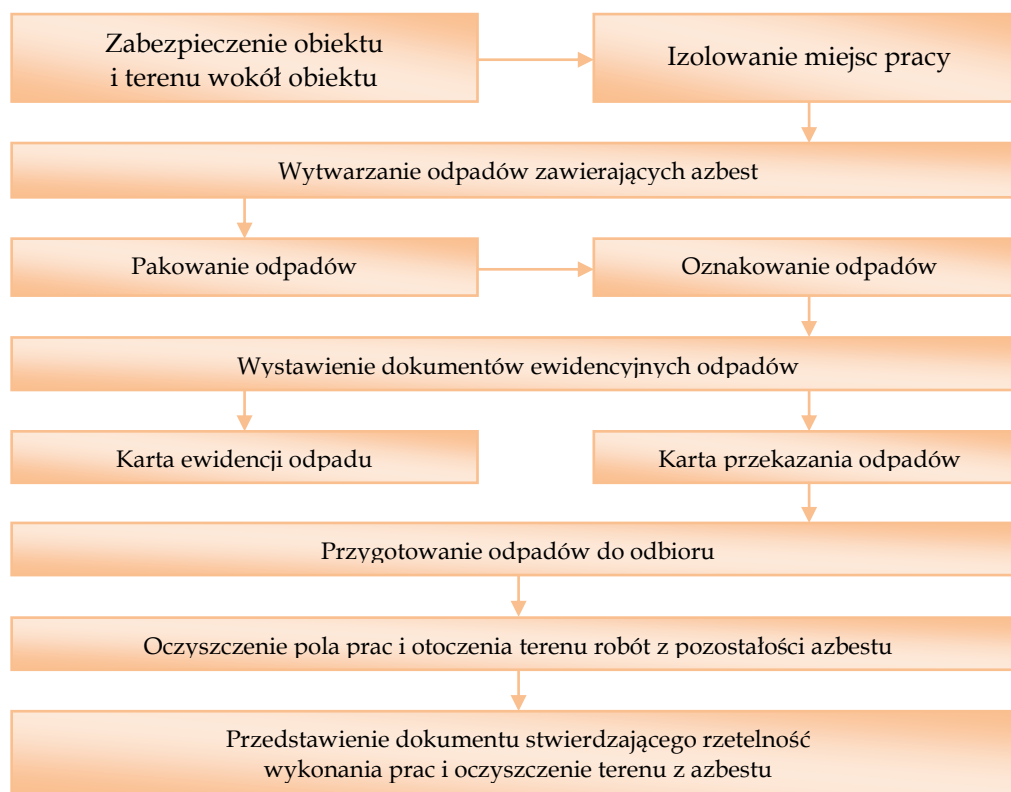 Zabezpieczenie obiektu
i terenu wokół obiektu
Izolowanie miejsc pracy
Wytwarzanie odpadów zawierających azbest
Pakowanie odpadów
Oznakowanie odpadów
Wystawienie dokumentów ewidencyjnych odpadów
Karta ewidencji odpadu
Karta przekazania odpadów
Przygotowanie odpadów do odbioru
Oczyszczenie pola prac i otoczenia terenu robót z pozostałości azbestu
Przedstawienie dokumentu stwierdzającego rzetelność
wykonania prac i oczyszczenie terenu z azbestu